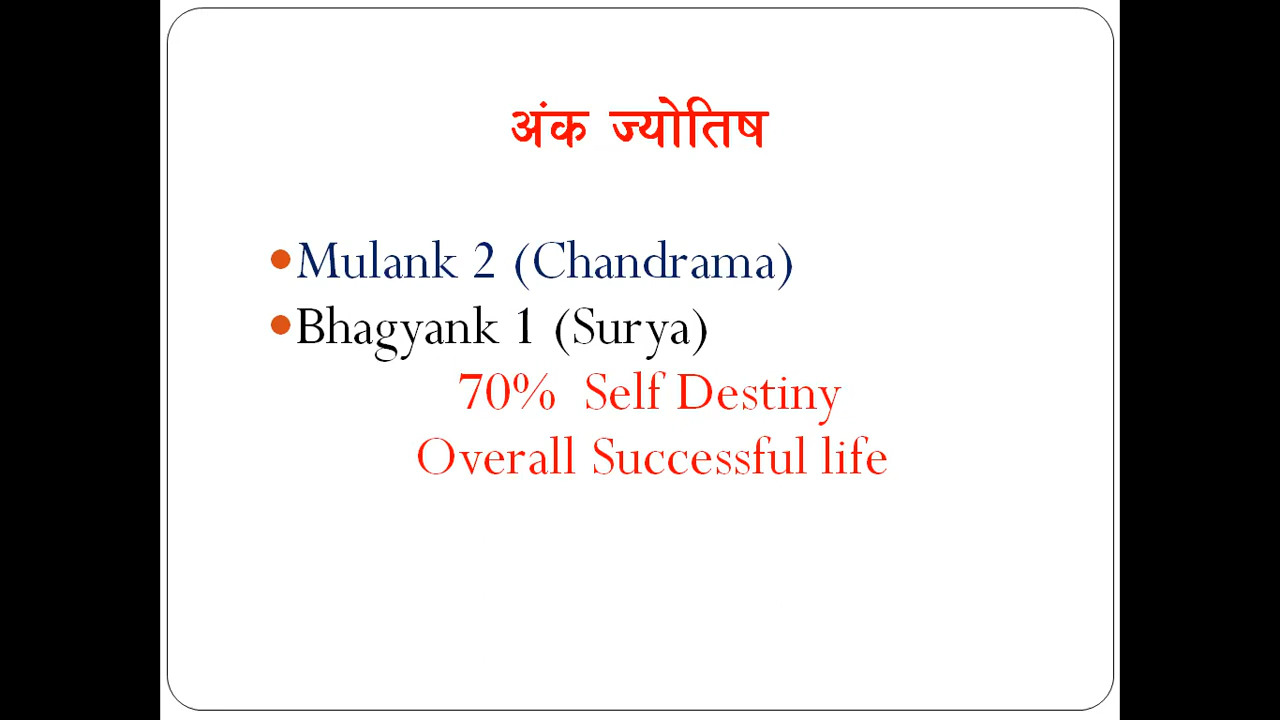 अंक ज्योतिष
Mulank 2 (Chandrama)
Bhagyank 1 (Surya)
70% Self Destiny
Overall Successful life